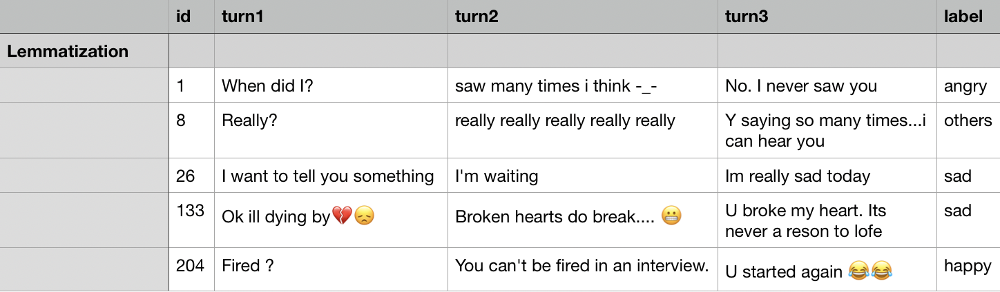 id turn1 turn2 turn3 label
Lemmatization
1 When did I? saw many times i think -_- No. I never saw you angry
8 Really? really really really really really Y saying so many times...i others
can hear you
26 I want to tell you something I'm waiting Im really sad today sad
133 Ok ill dying by💔😞 Broken hearts do break.... 😬 U broke my heart. Its sad
never a reson to lofe
204 Fired ? You can't be fired in an interview. U started again 😂😂 happy